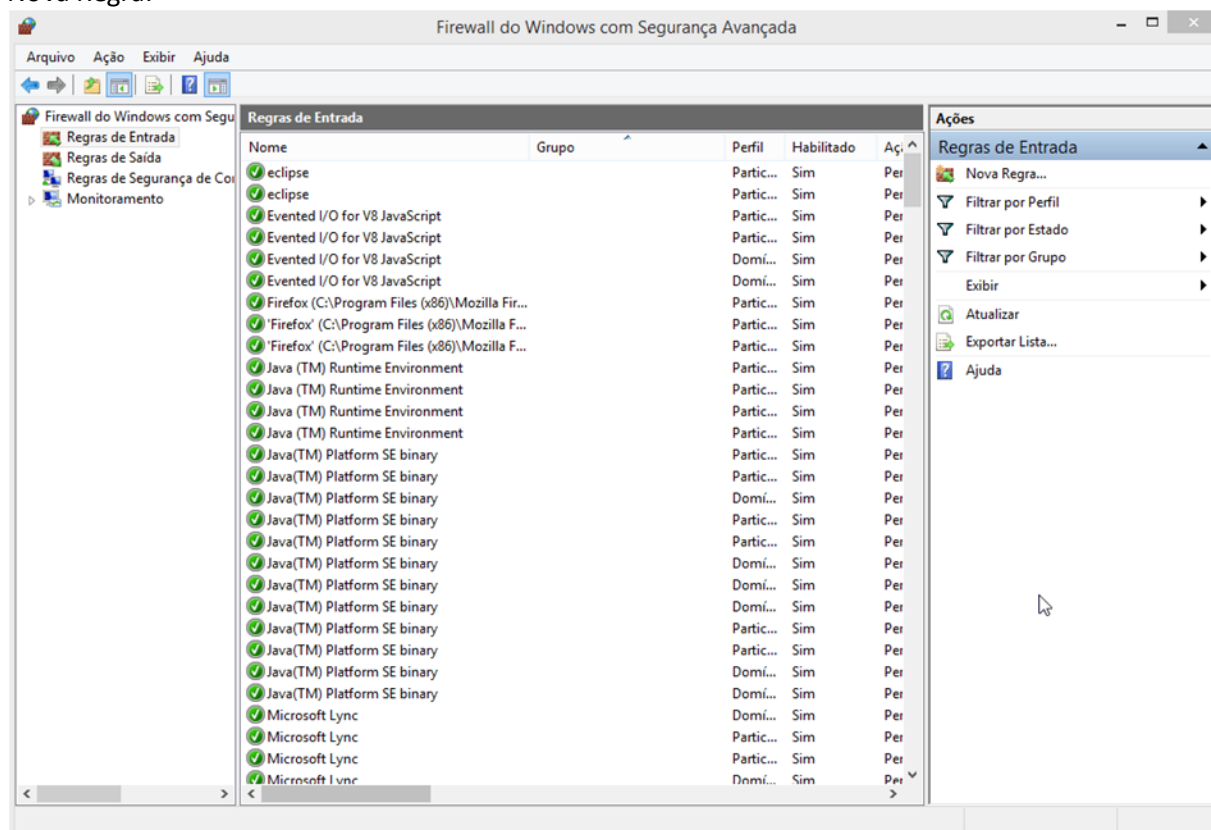 Nova Regra.
Firewall do Windows com Segurança Avançada
Arquivo Ação Exibir Ajuda
Firewall do Windows com Segu
Regras de Entrada
Regras de Saída
Regras de Segurança de Co
Monitoramento
Regras de Entrada
Nome Grupo Perfil Habilitado Aç
eclipse Partic... Sim Per
eclipse Partic... Sim Per
Evented I/O for V8 JavaScript Partic... Sim Per
Evented I/O for V8 JavaScript Partic... Sim Per
Evented I/O for V8 JavaScript Domí... Sim Per
Evented I/O for V8 JavaScript Domí... Sim Per
Firefox (C:\Program Files (x86)\Mozilla Fir... Partic... Sim Per
'Firefox' (C:\Program Files (x86)\Mozilla F... Partic... Sim Per
'Firefox' (C:\Program Files (x86)\Mozilla F... Partic... Sim Per
Java (TM) Runtime Environment Partic... Sim Per
Java (TM) Runtime Environment Partic... Sim Per
Java (TM) Runtime Environment Partic... Sim Per
Java (TM) Runtime Environment Partic... Sim Per
Java(TM) Platform SE binary Partic... Sim Per
Java(TM) Platform SE binary Partic... Sim Per
Java(TM) Platform SE binary Domí... Sim Per
Java(TM) Platform SE binary Partic... Sim Per
Java(TM) Platform SE binary Partic... Sim Per
Java(TM) Platform SE binary Domí... Sim Per
Java(TM) Platform SE binary Domí... Sim Per
Java(TM) Platform SE binary Domí... Sim Per
Java(TM) Platform SE binary Partic... Sim Per
Java(TM) Platform SE binary Partic... Sim Per
Java(TM) Platform SE binary Domí... Sim Per
Java(TM) Platform SE binary Domí... Sim Per
Microsoft Lync Domí... Sim Per
Microsoft Lync Partic... Sim Per
Microsoft Lync Partic... Sim Per
Microsoft Lync Domí... Sim Per
Ações
Regras de Entrada
Nova Regra...
Filtrar por Perfil
Filtrar por Estado
Filtrar por Grupo
Exibir
Atualizar
Exportar Lista...
Ajuda